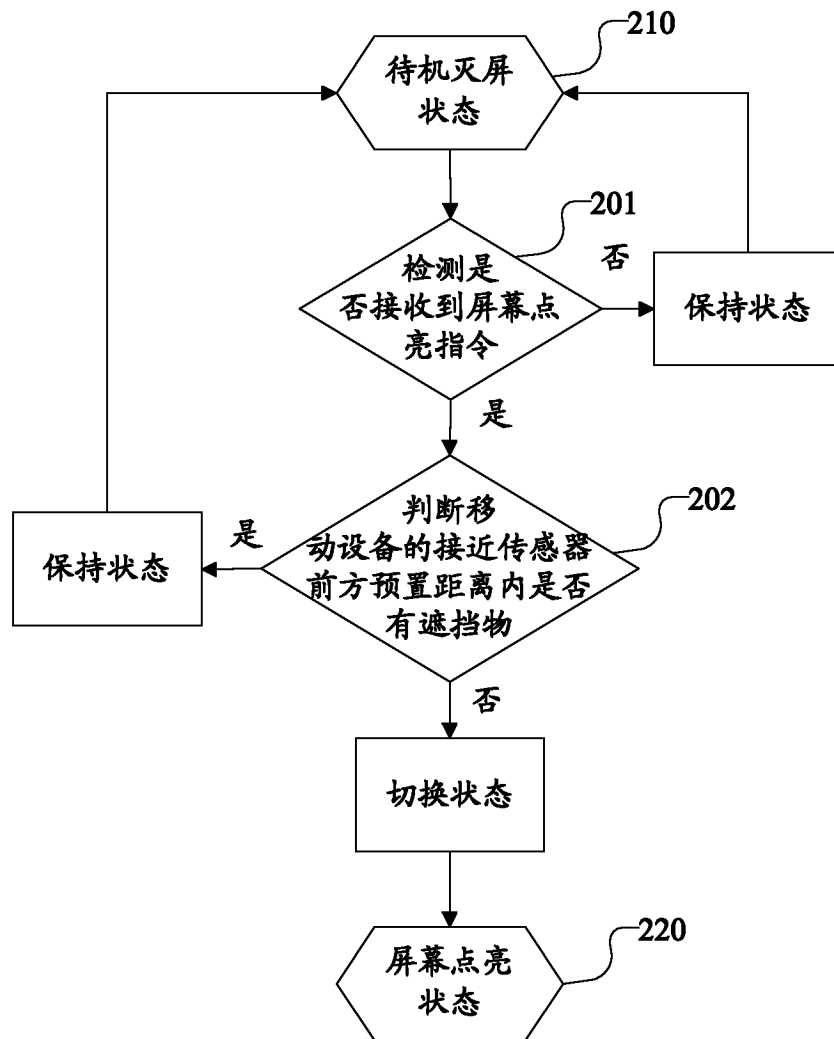 210
待机灭屏
状态
201
检测是
否接收到屏幕点
亮指令
否
保持状态
是
202
判断移
动设备的接近传感器
前方预置距离内是否
有遮挡物
是
保持状态
否
切换状态
220
屏幕点亮
状态